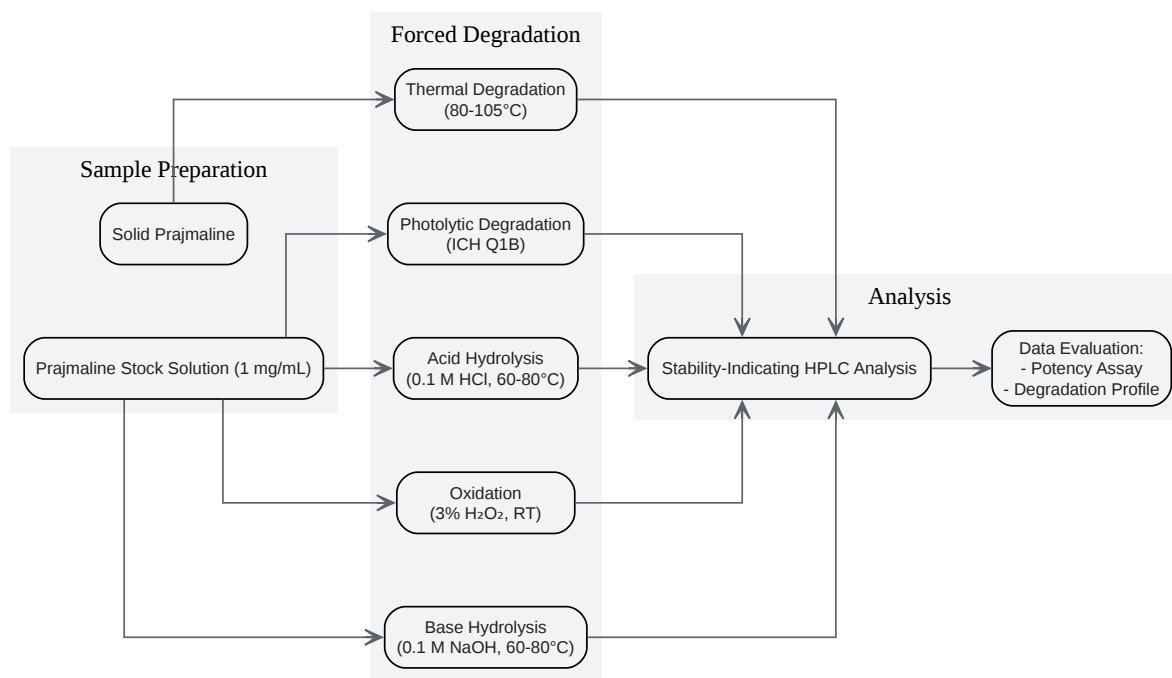 Forced Degradation
Thermal Degradation
(80-105°C)
Sample Preparation
Solid Prajmaline
Photolytic Degradation
(ICH Q1B)
Analysis
Prajmaline Stock Solution (1 mg/mL)
Acid Hydrolysis
(0.1 M HCl, 60-80°C)
Stability-Indicating HPLC Analysis
Data Evaluation:
- Potency Assay
- Degradation Profile
Oxidation
(3% H₂O₂, RT)
Base Hydrolysis
(0.1 M NaOH, 60-80°C)